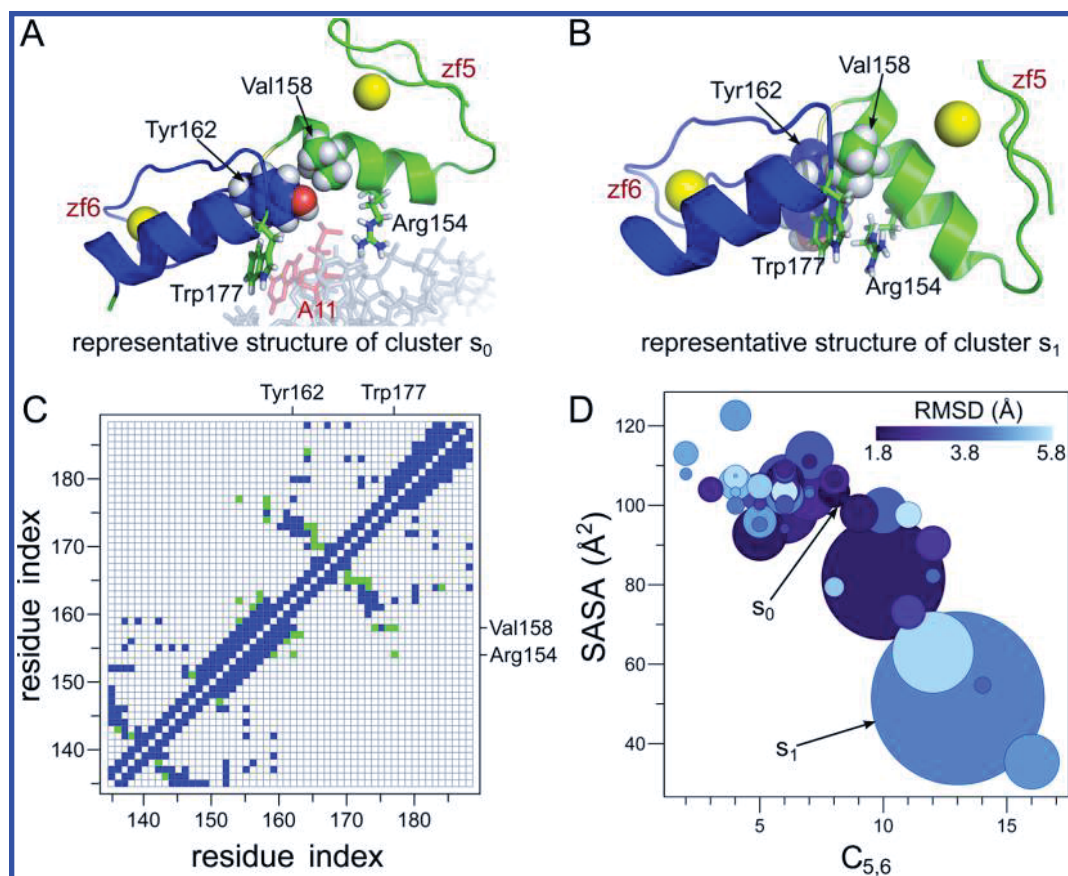 A
zf5
Val158
Tyr162
zf6
Arg154
Trp177
A11
representative structure of cluster s0
B
Val158
zf5
Tyr162
zf6
Trp177
Arg154
representative structure of cluster s1
C
Tyr162 Trp177
180
170
160
150
140
residue index
Val158
Arg154
140 150 160 170 180
residue index
D
RMSD (Å)
1.8 3.8 5.8
120
100
80
60
40
SASA (Å²)
s0
s1
5 10 15
C5,6